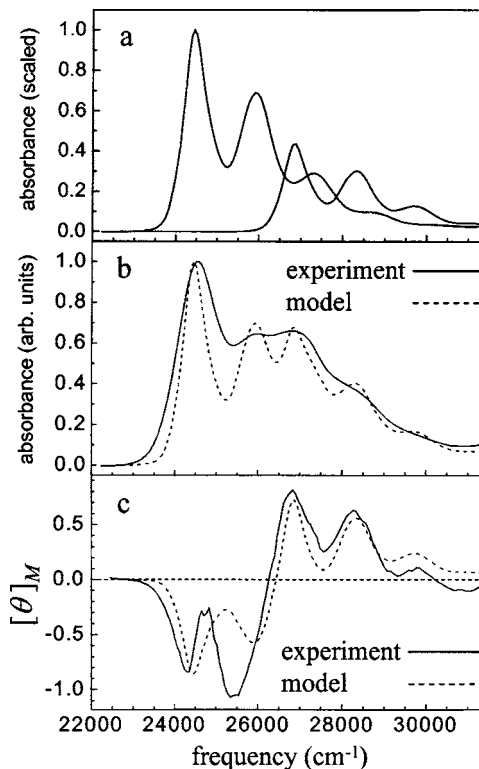 a
absorbance (scaled)
1.0
0.8
0.6
0.4
0.2
0.0
b
absorbance (arb. units)
1.0
0.8
0.6
0.4
0.2
0.0
experiment
model
c
[θ]M
0.5
0.0
-0.5
-1.0
experiment
model
22000 24000 26000 28000 30000
frequency (cm⁻¹)